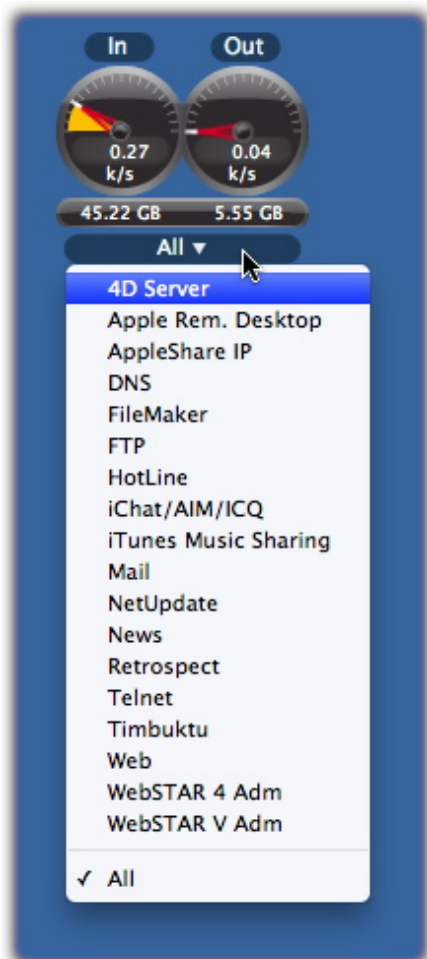 In Out
0.27 0.04
k/s k/s
45.22 GB 5.55 GB
All ▼
4D Server
Apple Rem. Desktop
AppleShare IP
DNS
FileMaker
FTP
HotLine
iChat/AIM/ICQ
iTunes Music Sharing
Mail
NetUpdate
News
Retrospect
Telnet
Timbuktu
Web
WebSTAR 4 Adm
WebSTAR V Adm
✓ All